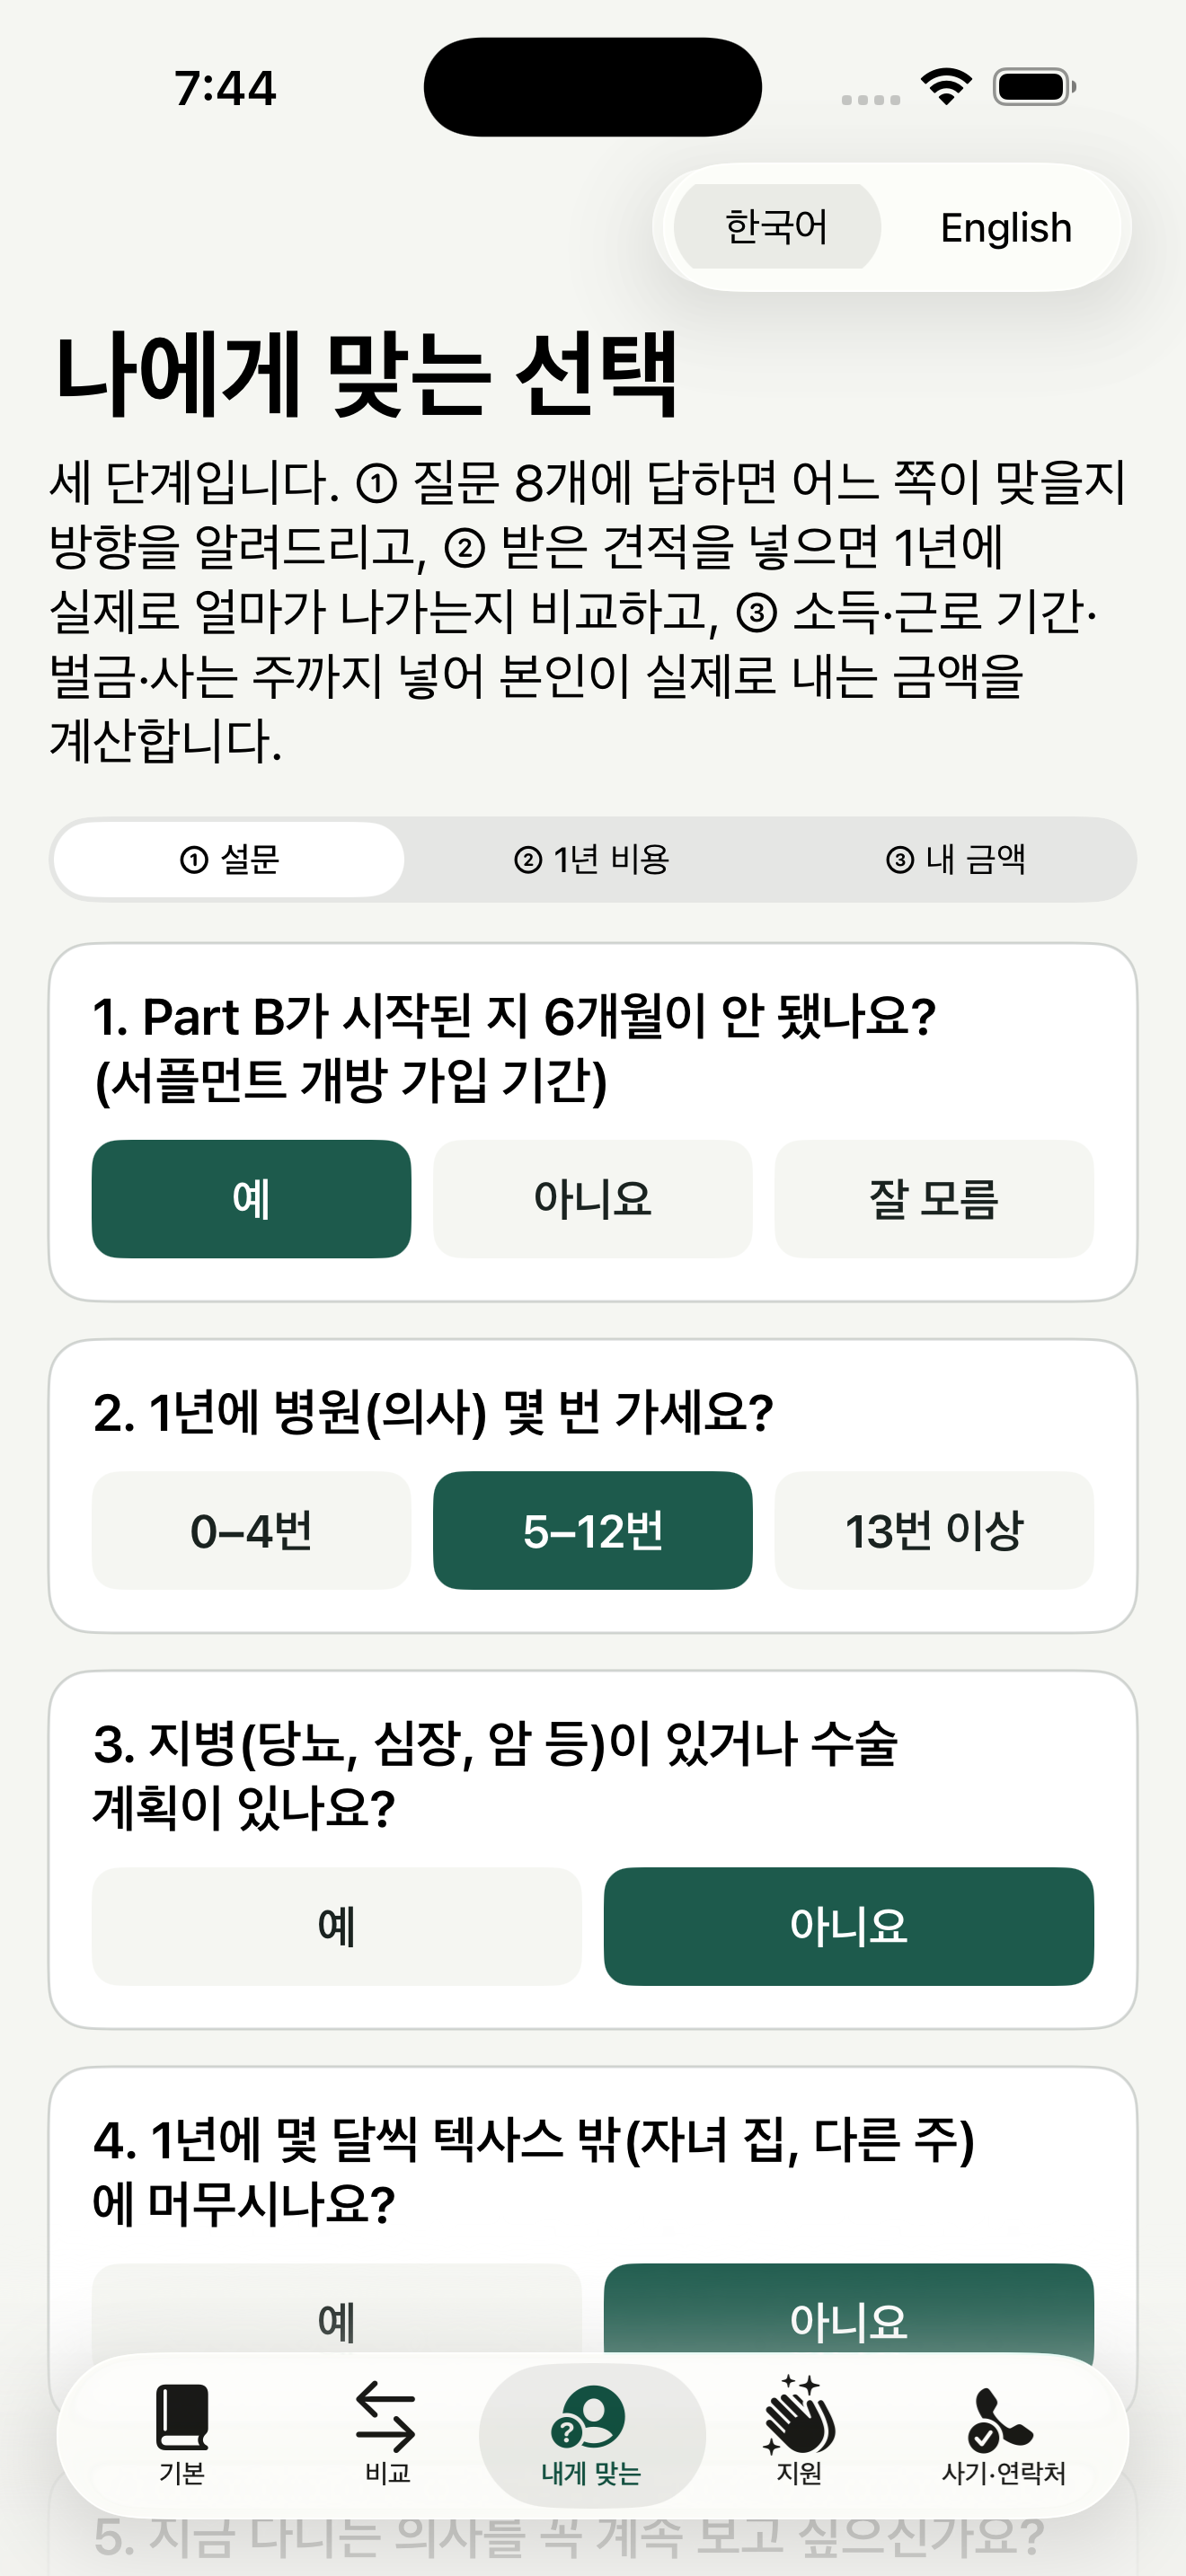 7:44
한국어 English
나에게 맞는 선택
세 단계입니다. ① 질문 8개에 답하면 어느 쪽이 맞을지
방향을 알려드리고, ② 받은 견적을 넣으면 1년에
실제로 얼마가 나가는지 비교하고, ③ 소득·근로 기간·
벌금·사는 주까지 넣어 본인이 실제로 내는 금액을
계산합니다.
① 설문 ② 1년 비용 ③ 내 금액
1. Part B가 시작된 지 6개월이 안 됐나요?
(서플먼트 개방 가입 기간)
예 아니요 잘 모름
2. 1년에 병원(의사) 몇 번 가세요?
0–4번 5–12번 13번 이상
3. 지병(당뇨, 심장, 암 등)이 있거나 수술
계획이 있나요?
예 아니요
4. 1년에 몇 달씩 텍사스 밖(자녀 집, 다른 주)
에 머무시나요?
예 아니요
기본 비교 내게 맞는 지원 사기·연락처
5. 지금 다니는 의사를 꼭 계속 보고 싶으신가요?